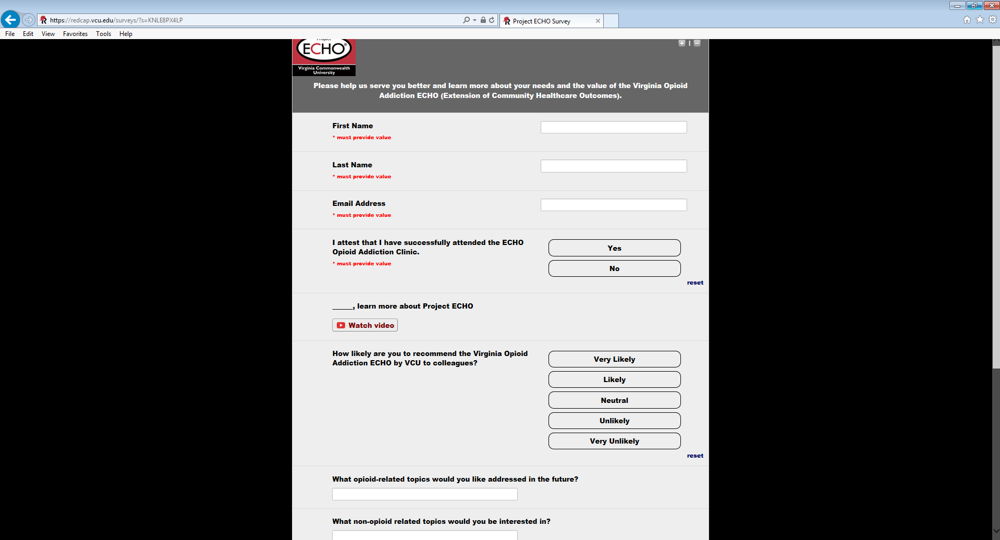 https://redcap.vcu.edu/surveys/?s=KNLE8PX4LP
Project ECHO Survey
File Edit View Favorites Tools Help
Project
ECHO®
Virginia Commonwealth
University
Please help us serve you better and learn more about your needs and the value of the Virginia Opioid
Addiction ECHO (Extension of Community Healthcare Outcomes).
First Name
* must provide value
Last Name
* must provide value
Email Address
* must provide value
I attest that I have successfully attended the ECHO
Opioid Addiction Clinic.
* must provide value
Yes
No
reset
_____, learn more about Project ECHO
Watch video
How likely are you to recommend the Virginia Opioid
Addiction ECHO by VCU to colleagues?
Very Likely
Likely
Neutral
Unlikely
Very Unlikely
reset
What opioid-related topics would you like addressed in the future?
What non-opioid related topics would you be interested in?